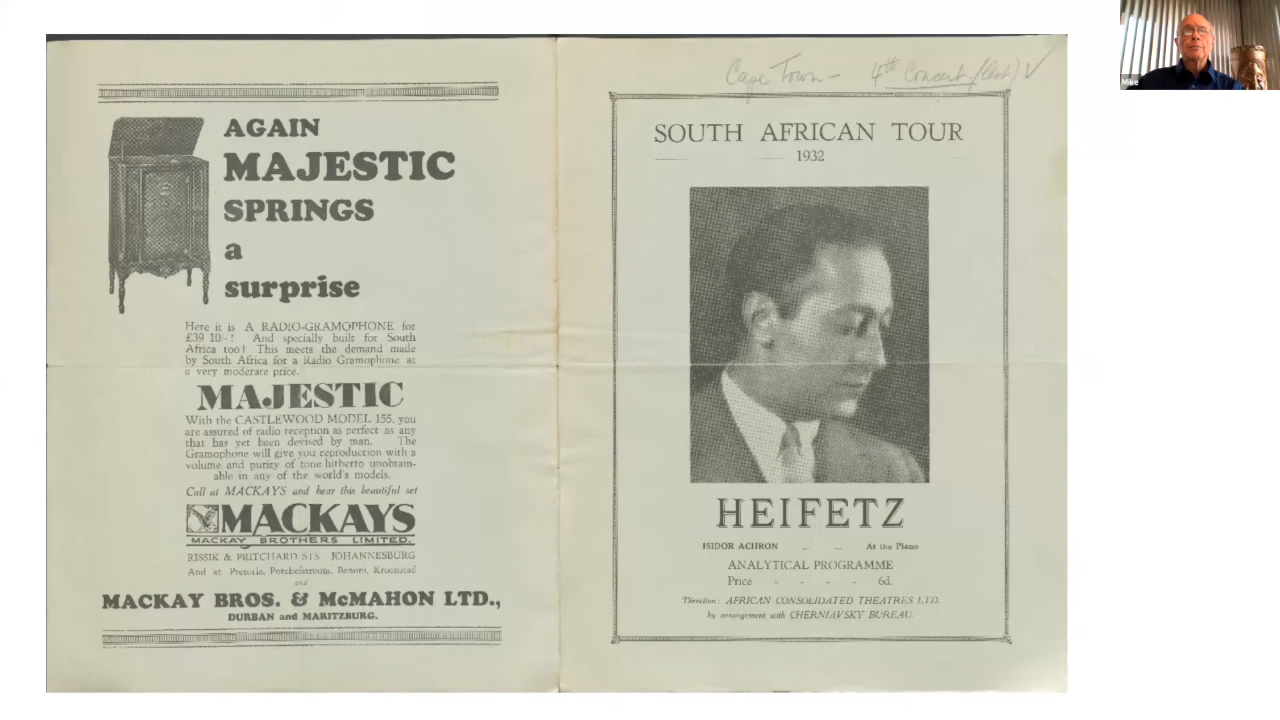 AGAIN
MAJESTIC
SPRINGS
a
surprise
Here it is A RADIO-GRAMOPHONE for
£39 10/-! And specially built for South
Africa too! This meets the demand made
by South Africa for a Radio Gramophone at
a very moderate price.
MAJESTIC
With the CASTLEWOOD MODEL 155, you
are assured of radio reception as perfect as any
that has yet been devised by man. The
Gramophone will give you reproduction with a
volume and purity of tone hitherto unobtain-
able in any of the world's models.
Call at MACKAYS and hear this beautiful set
MACKAYS
MACKAY BROTHERS LIMITED.
RISSIK & PRITCHARD STS JOHANNESBURG
And at Pretoria, Potchefstroom, Benoni, Kroonstad
and
MACKAY BROS. & McMAHON LTD.,
DURBAN and MARITZBURG.
Cape Town - 4th Concert (last) ✓
SOUTH AFRICAN TOUR
1932
HEIFETZ
ISIDOR ACHRON .. ... At the Piano
ANALYTICAL PROGRAMME
Price - - - - 6d.
Direction: AFRICAN CONSOLIDATED THEATRES LTD.
by arrangement with CHERNIAVSKY BUREAU.
Mike